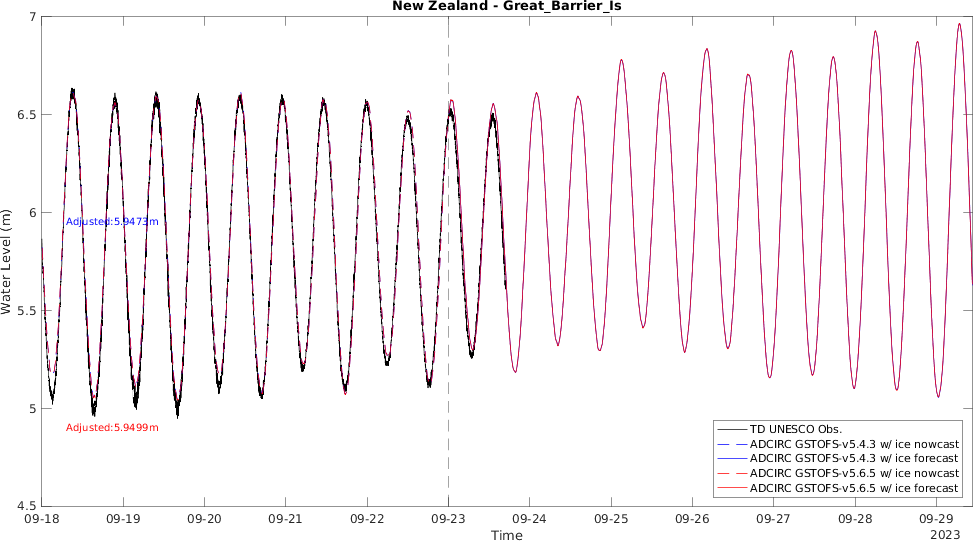 New Zealand - Great_Barrier_Is
7
6.5
6
5.5
5
4.5
Water Level (m)
Adjusted:5.9473m
Adjusted:5.9499m
TD UNESCO Obs.
ADCIRC GSTOFS-v5.4.3 w/ ice nowcast
ADCIRC GSTOFS-v5.4.3 w/ ice forecast
ADCIRC GSTOFS-v5.6.5 w/ ice nowcast
ADCIRC GSTOFS-v5.6.5 w/ ice forecast
09-18 09-19 09-20 09-21 09-22 09-23 09-24 09-25 09-26 09-27 09-28 09-29
2023
Time